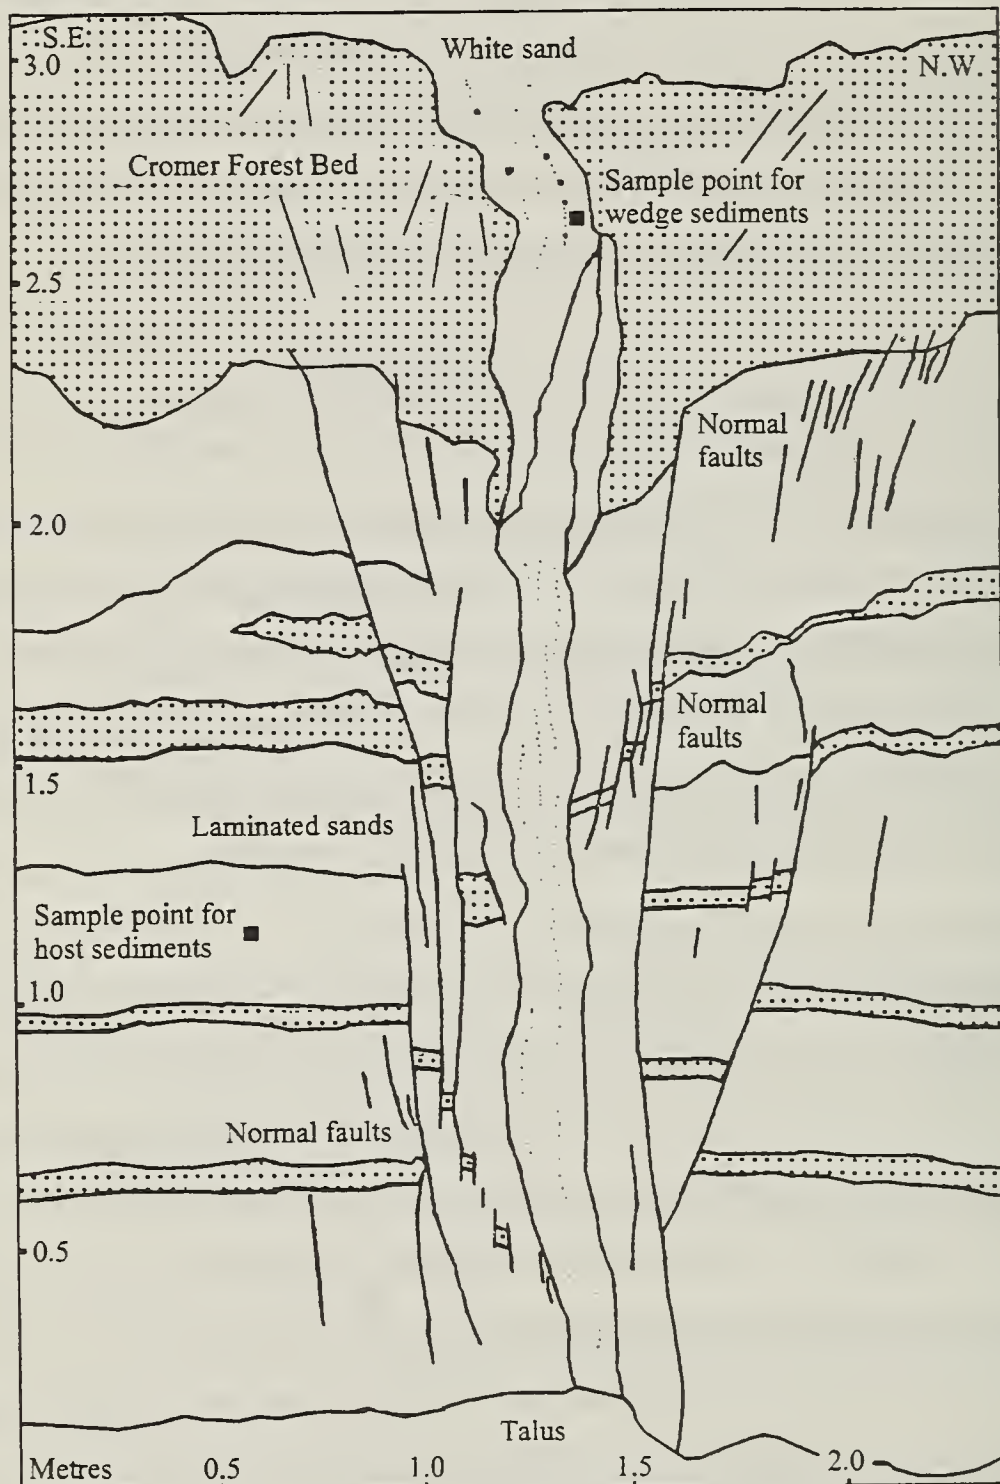 S.E
3.0
White sand
N.W.
Cromer Forest Bed
Sample point for
wedge sediments
2.5
Normal
faults
2.0
Normal
faults
1.5
Laminated sands
Sample point for
host sediments
1.0
Normal faults
0.5
Talus
Metres
0.5
1.0
1.5
2.0